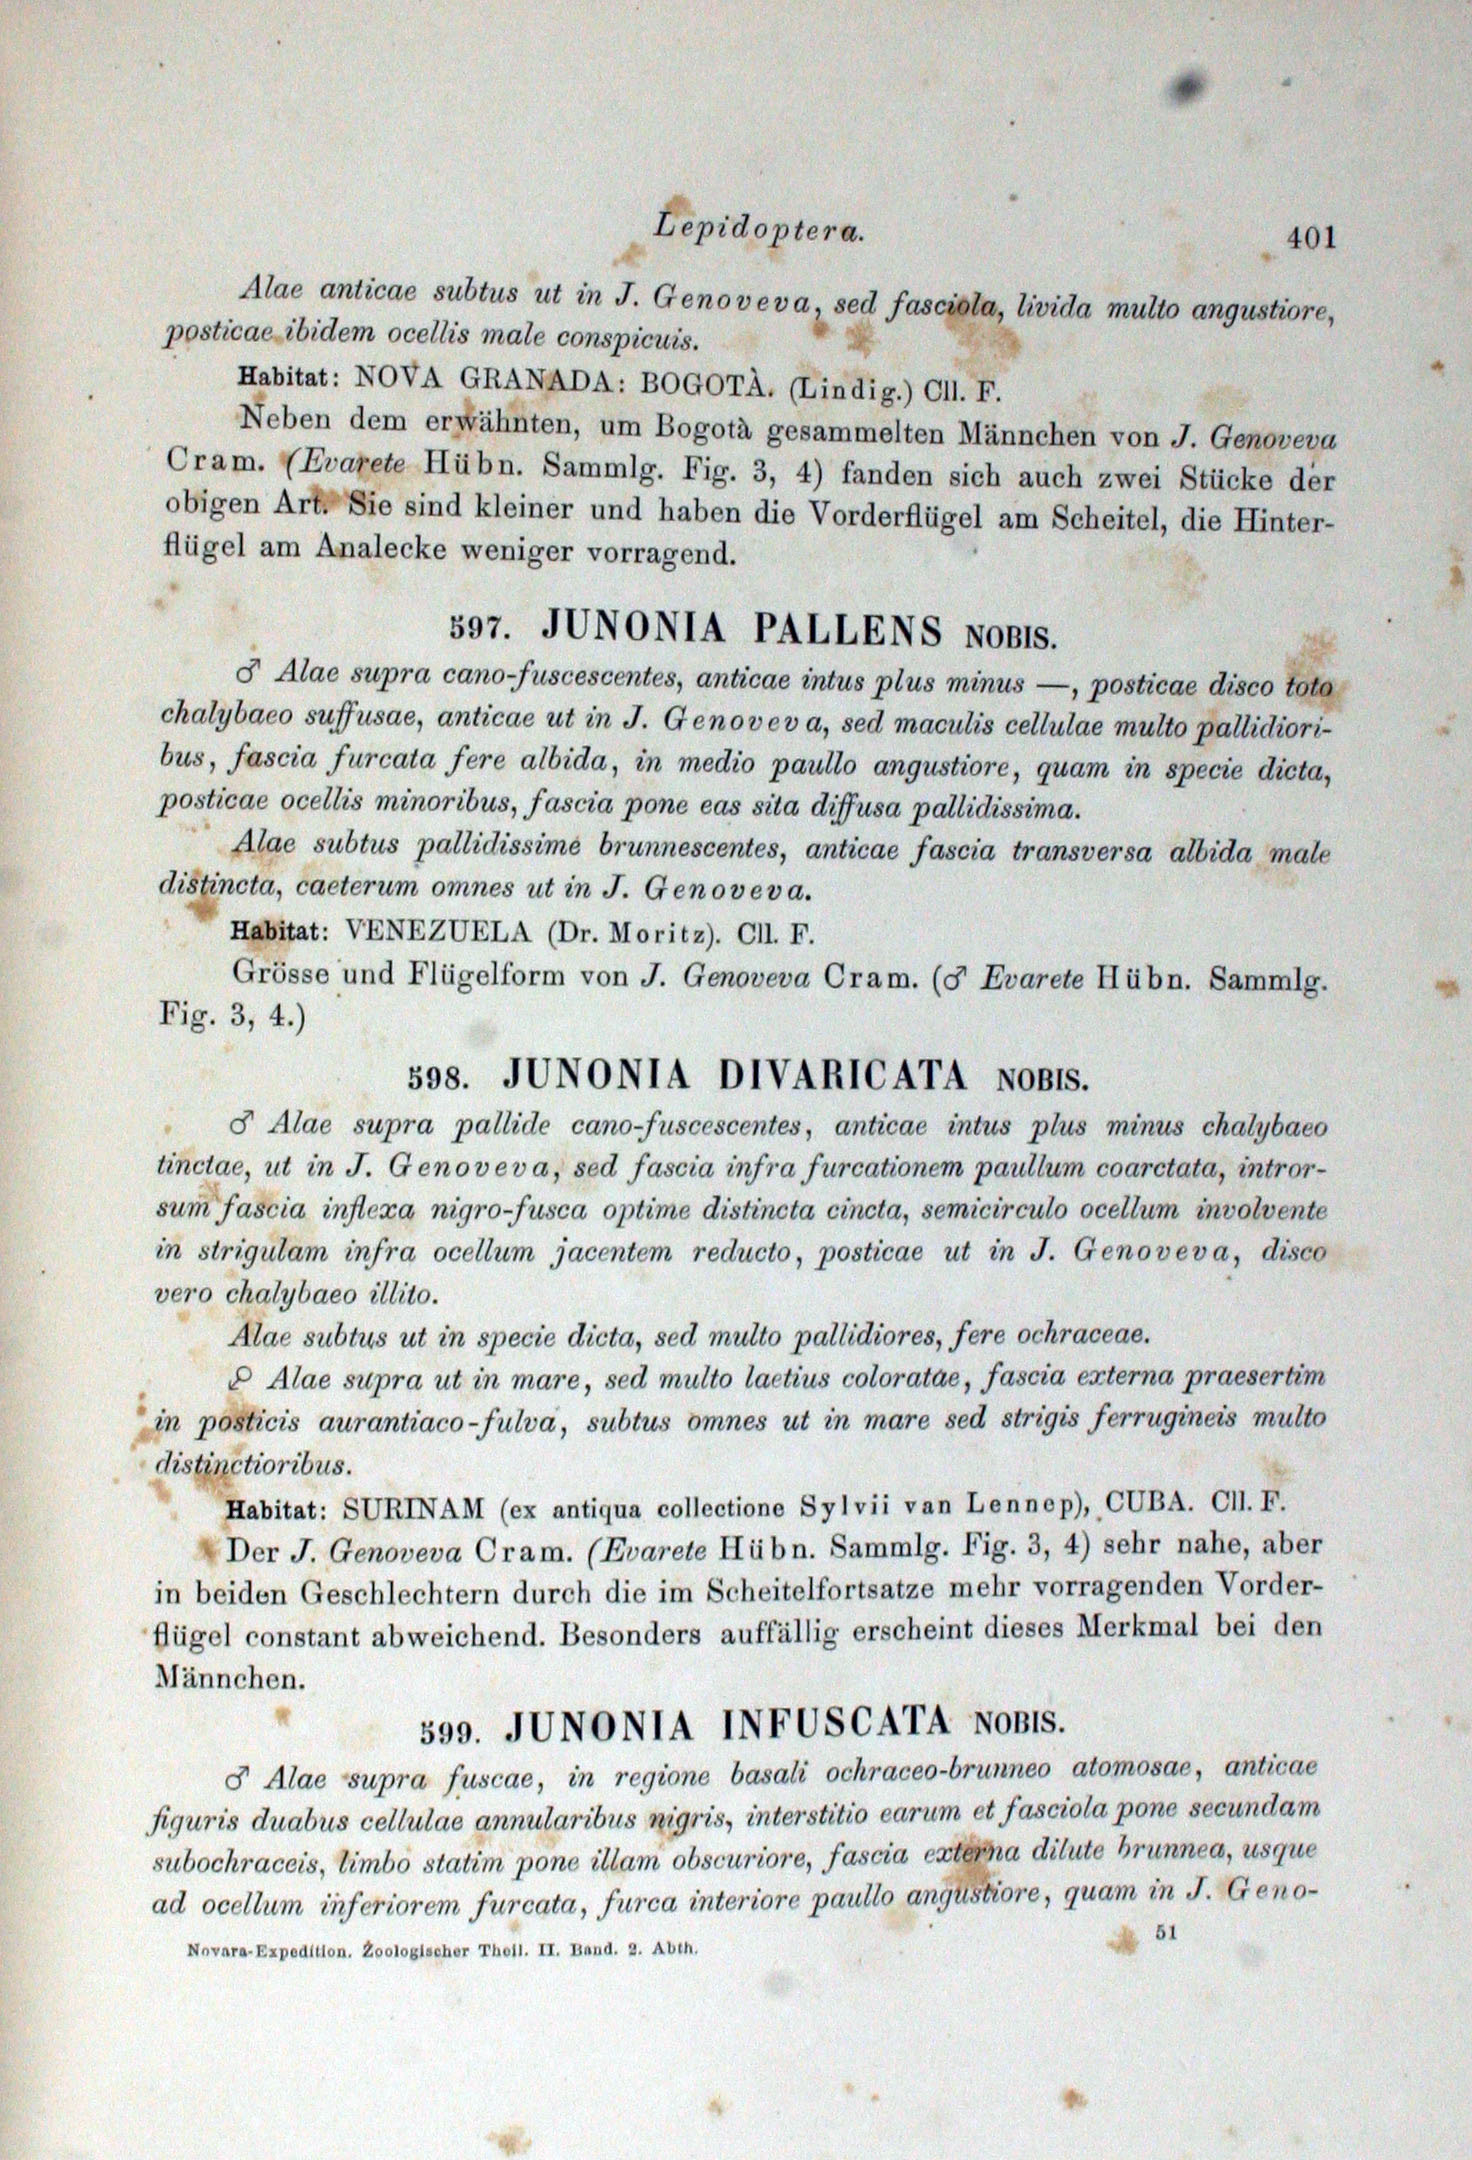 Lepidoptera. 401
Alae anticae subtus ut in J. Genoveva, sed fasciola, livida multo angustiore,
posticae ibidem ocellis male conspicuis.
Habitat: NOVA GRANADA: BOGOTÀ. (Lindig.) Cll. F.
Neben dem erwähnten, um Bogotà gesammelten Männchen von J. Genoveva
Cram. (Evarete Hübn. Sammlg. Fig. 3, 4) fanden sich auch zwei Stücke der
obigen Art. Sie sind kleiner und haben die Vorderflügel am Scheitel, die Hinter-
flügel am Analecke weniger vorragend.
597. JUNONIA PALLENS NOBIS.
♂ Alae supra cano-fuscescentes, anticae intus plus minus —, posticae disco toto
chalybaeo suffusae, anticae ut in J. Genoveva, sed maculis cellulae multo pallidiori-
bus, fascia furcata fere albida, in medio paullo angustiore, quam in specie dicta,
posticae ocellis minoribus, fascia pone eas sita diffusa pallidissima.
Alae subtus pallidissime brunnescentes, anticae fascia transversa albida male
distincta, caeterum omnes ut in J. Genoveva.
Habitat: VENEZUELA (Dr. Moritz). Cll. F.
Grösse und Flügelform von J. Genoveva Cram. (♂ Evarete Hübn. Sammlg.
Fig. 3, 4.)
598. JUNONIA DIVARICATA NOBIS.
♂ Alae supra pallide cano-fuscescentes, anticae intus plus minus chalybaeo
tinctae, ut in J. Genoveva, sed fascia infra furcationem paullum coarctata, intror-
sum fascia inflexa nigro-fusca optime distincta cincta, semicirculo ocellum involvente
in strigulam infra ocellum jacentem reducto, posticae ut in J. Genoveva, disco
vero chalybaeo illito.
Alae subtus ut in specie dicta, sed multo pallidiores, fere ochraceae.
♀ Alae supra ut in mare, sed multo laetius coloratae, fascia externa praesertim
in posticis aurantiaco-fulva, subtus omnes ut in mare sed strigis ferrugineis multo
distinctioribus.
Habitat: SURINAM (ex antiqua collectione Sylvii van Lennep), CUBA. Cll. F.
Der J. Genoveva Cram. (Evarete Hübn. Sammlg. Fig. 3, 4) sehr nahe, aber
in beiden Geschlechtern durch die im Scheitelfortsatze mehr vorragenden Vorder-
flügel constant abweichend. Besonders auffällig erscheint dieses Merkmal bei den
Männchen.
599. JUNONIA INFUSCATA NOBIS.
♂ Alae supra fuscae, in regione basali ochraceo-brunneo atomosae, anticae
figuris duabus cellulae annularibus nigris, interstitio earum et fasciola pone secundam
subochraceis, limbo statim pone illam obscuriore, fascia externa dilute brunnea, usque
ad ocellum inferiorem furcata, furca interiore paullo angustiore, quam in J. Geno-
Novara-Expedition. Zoologischer Theil. II. Band. 2. Abth. 51